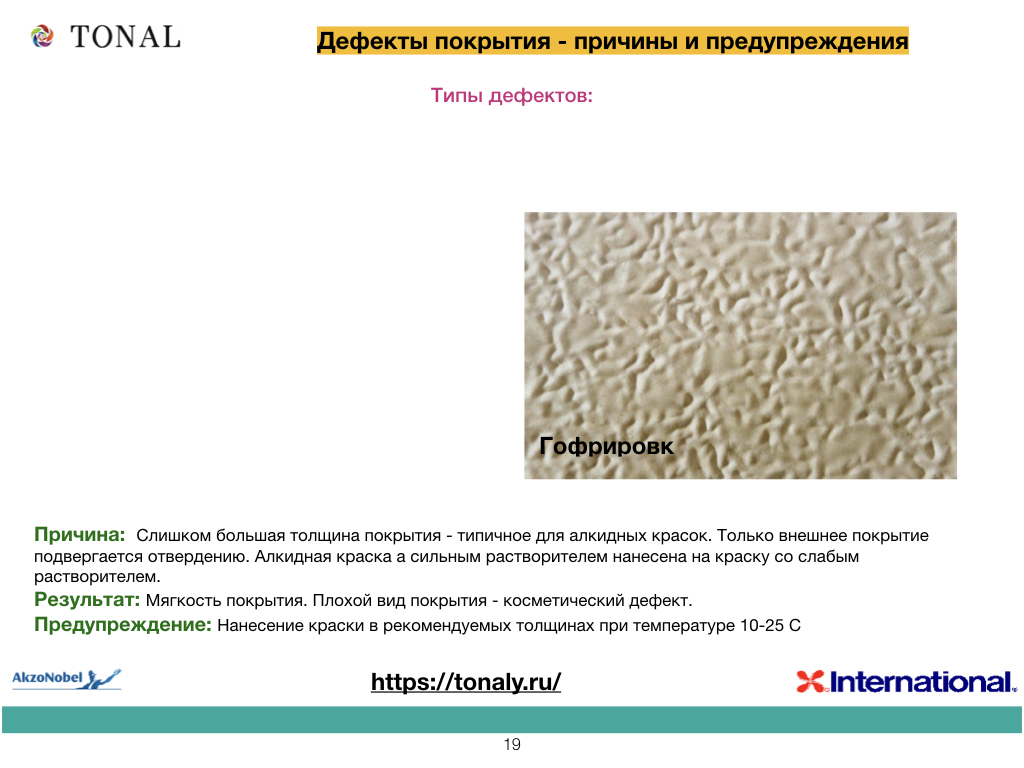 TONAL
Дефекты покрытия - причины и предупреждения
Типы дефектов:
Гофрировк
Причина: Слишком большая толщина покрытия - типичное для алкидных красок. Только внешнее покрытие
подвергается отвердению. Алкидная краска а сильным растворителем нанесена на краску со слабым
растворителем.
Результат: Мягкость покрытия. Плохой вид покрытия - косметический дефект.
Предупреждение: Нанесение краски в рекомендуемых толщинах при температуре 10-25 С
AkzoNobel
https://tonaly.ru/
International
19